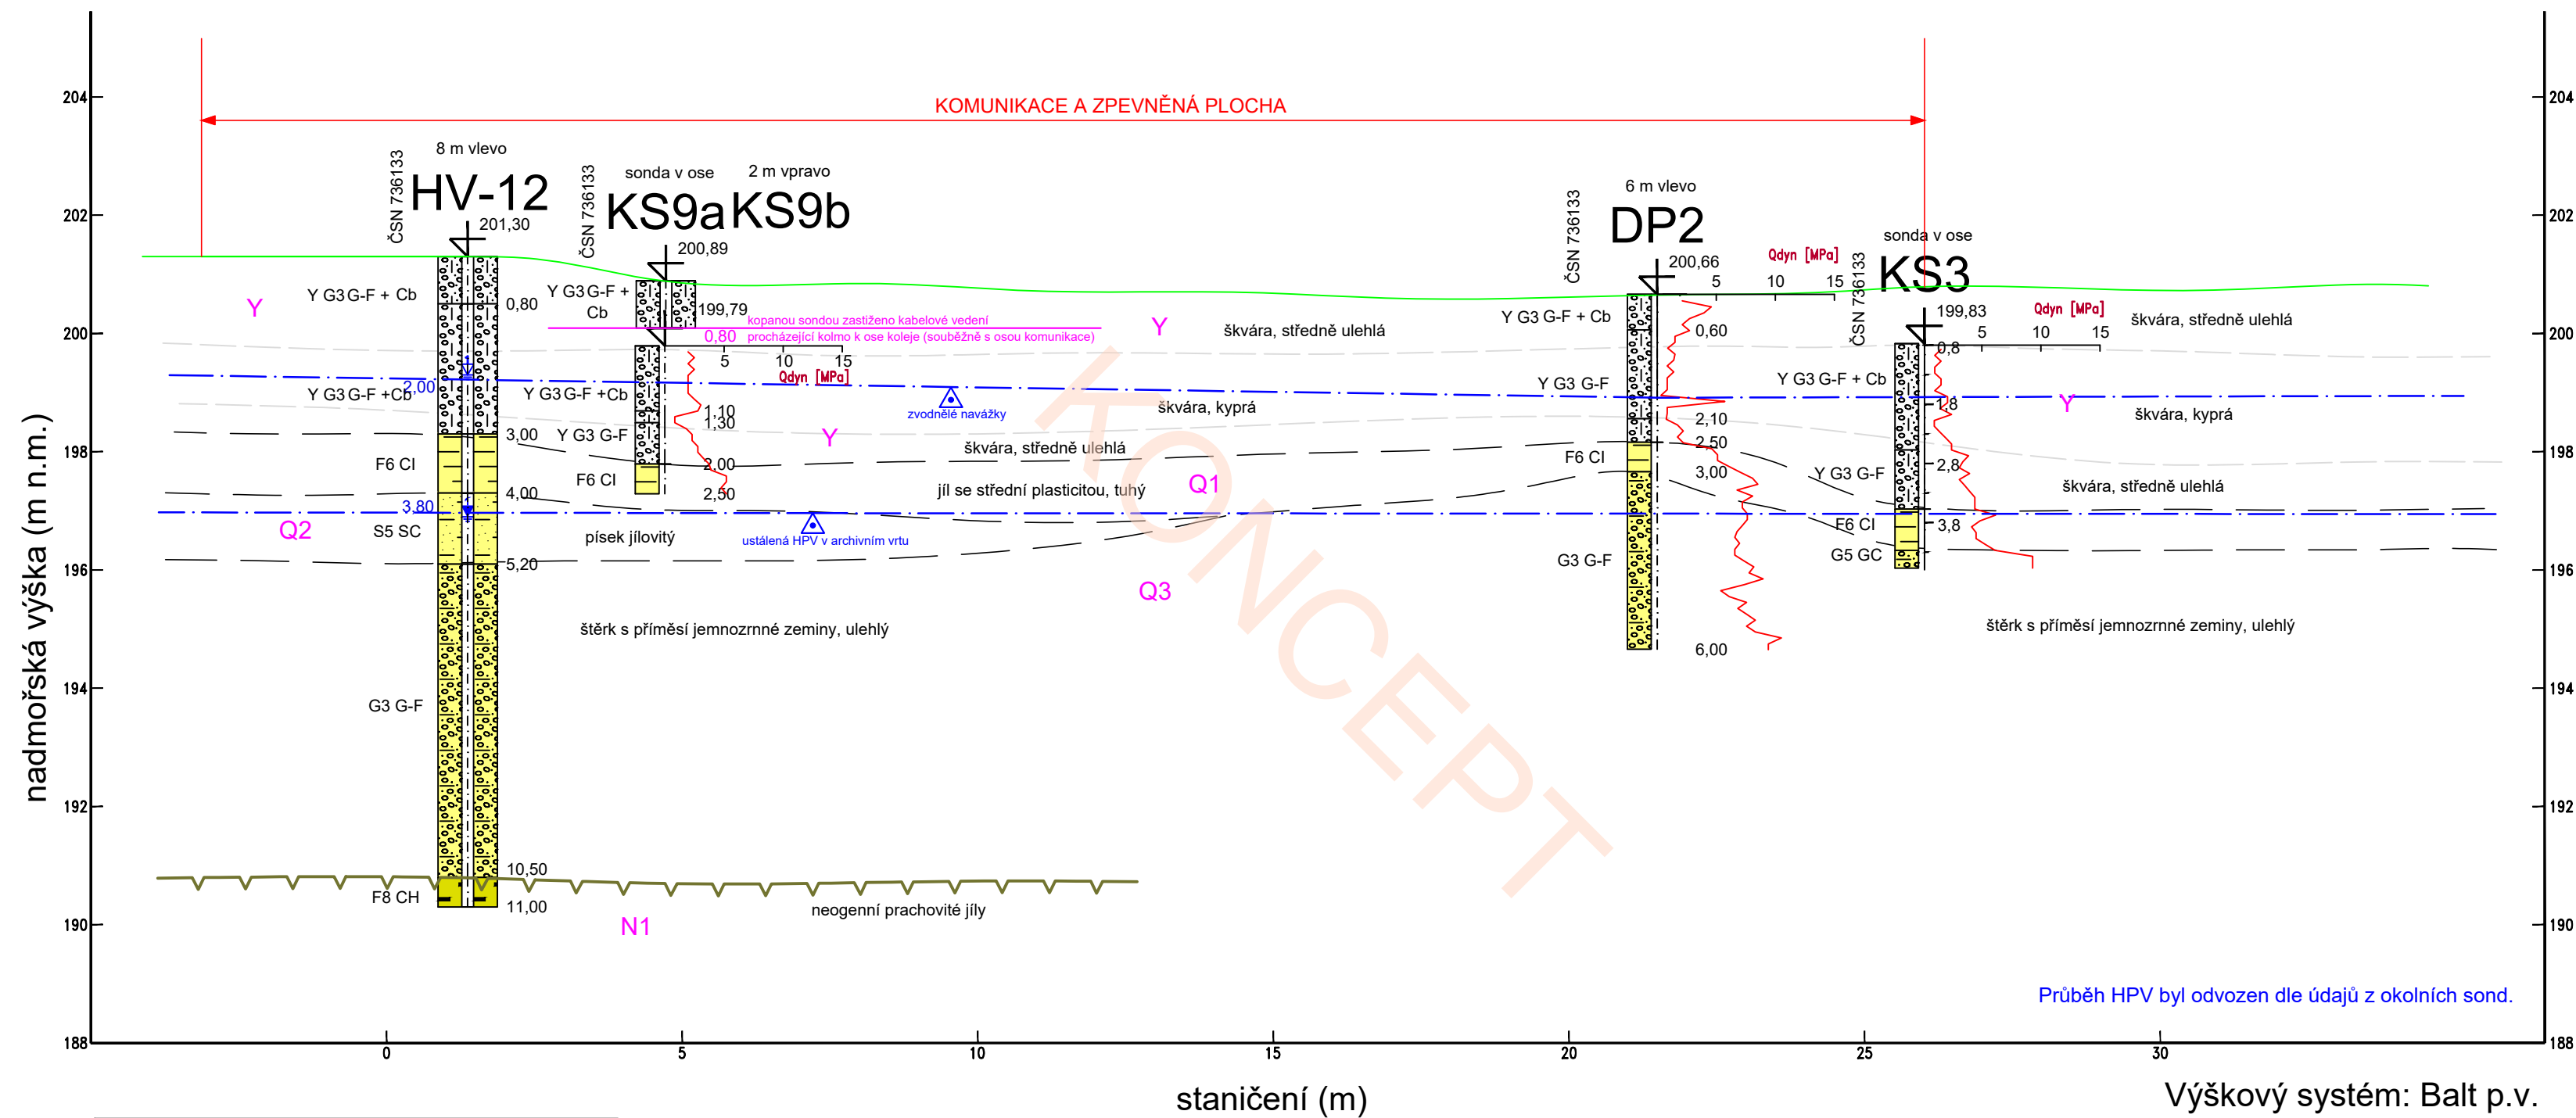 KOMUNIKACE A ZPEVNĚNÁ PLOCHA
204
204
202
202
200
200
198
198
196
196
194
194
192
192
190
190
188
188
nadmořská výška (m n.m.)
8 m vlevo
ČSN 736133
HV-12
201,30
sonda v ose
2 m vpravo
ČSN 736133
KS9a
KS9b
200,89
6 m vlevo
ČSN 736133
DP2
200,66
Qdyn [MPa]
5
10
15
sonda v ose
ČSN 736133
KS3
199,83
Qdyn [MPa]
5
10
15
Y
Y G3 G-F + Cb
0,80
Y G3 G-F +
Cb
199,79
0,80
kopanou sondou zastiženo kabelové vedení
procházející kolmo k ose koleje (souběžně s osou komunikace)
Y
škvára, středně ulehlá
Y G3 G-F + Cb
0,60
škvára, středně ulehlá
0,8
5
10
15
Qdyn [MPa]
1
2,00
Y G3 G-F +Cb
Y G3 G-F +Cb
1,10
1,30
zvodnělé navážky
škvára, kyprá
Y G3 G-F
2,10
Y G3 G-F + Cb
1,8
Y
škvára, kyprá
3,00
Y G3 G-F
Y
škvára, středně ulehlá
2,50
F6 CI
2,00
F6 CI
3,00
2,8
Y G3 G-F
F6 CI
2,50
4,00
jíl se střední plasticitou, tuhý
Q1
škvára, středně ulehlá
3,80
1
Q2
S5 SC
písek jílovitý
ustálená HPV v archivním vrtu
F6 CI
3,8
5,20
G3 G-F
G5 GC
Q3
štěrk s příměsí jemnozrnné zeminy, ulehlý
6,00
štěrk s příměsí jemnozrnné zeminy, ulehlý
G3 G-F
KONCEPT
10,50
F8 CH
11,00
neogenní prachovité jíly
N1
Průběh HPV byl odvozen dle údajů z okolních sond.
0
5
10
15
20
25
30
staničení (m)
Výškový systém: Balt p.v.